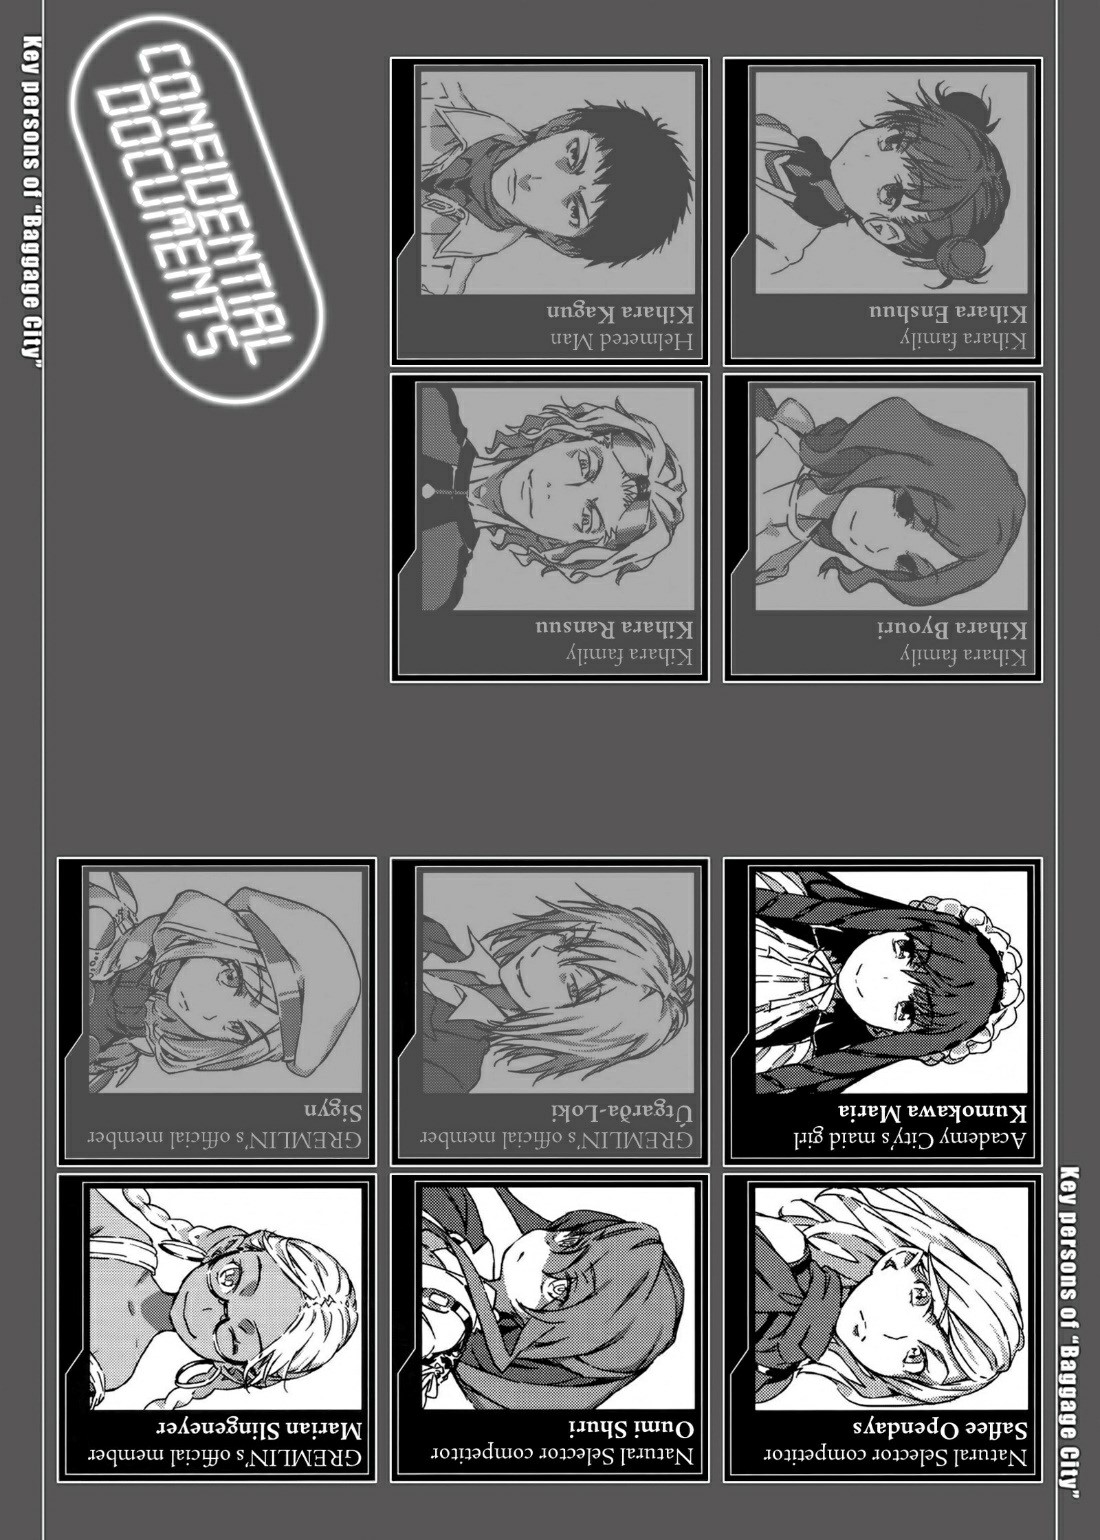 Key persons of "Baggage City"
CONFIDENTIAL
DOCUMENTS
Kihara family
Kihara Enshuu
Helmeted Man
Kihara Kagun
Kihara family
Kihara Byouri
Kihara family
Kihara Ransuu
Academy City's maid girl
Kumokawa Maria
GREMLIN's official member
Útgarða-Loki
GREMLIN's official member
Sigyn
Natural Selector competitor
Saflee Opendays
Natural Selector competitor
Oumi Shuri
GREMLIN's official member
Marian Slingeneyer
Key persons of "Baggage City"